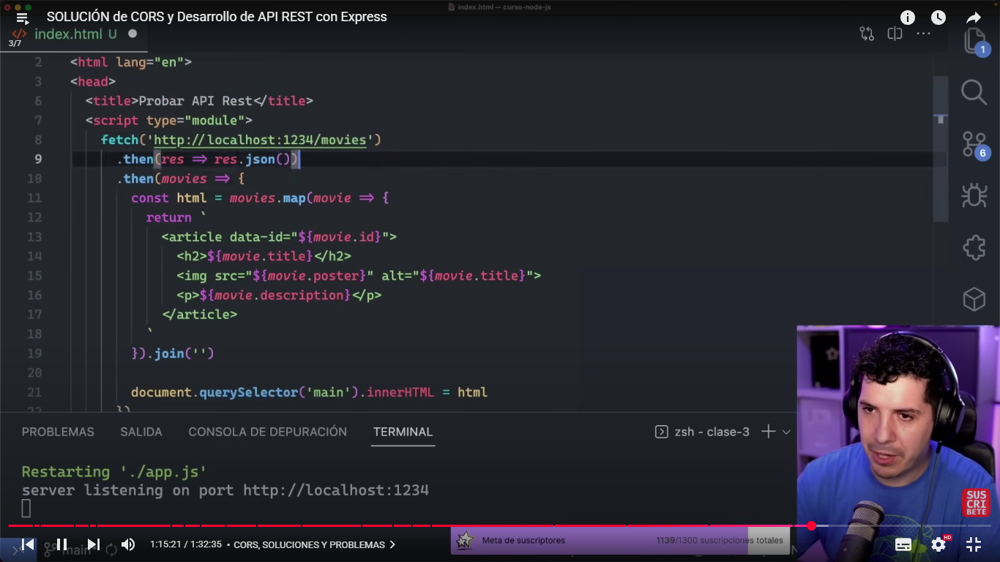 index.html — curso-node-js
SOLUCIÓN de CORS y Desarrollo de API REST con Express
index.html U
3/7
1
2 <html lang="en">
3 <head>
6 <title>Probar API Rest</title>
7 <script type="module">
8 fetch('http://localhost:1234/movies')
9 .then(res => res.json())
10 .then(movies => {
11 const html = movies.map(movie => {
12 return `
13 <article data-id="${movie.id}">
14 <h2>${movie.title}</h2>
15 <img src="${movie.poster}" alt="${movie.title}">
16 <p>${movie.description}</p>
17 </article>
18 `
19 }).join('')
20
21 document.querySelector('main').innerHTML = html
22 })
6
PROBLEMAS SALIDA CONSOLA DE DEPURACIÓN TERMINAL zsh - clase-3
Restarting './app.js'
server listening on port http://localhost:1234
SUS
CRI
BETE
main*
1:15:21 / 1:32:35 • CORS, SOLUCIONES Y PROBLEMAS
Meta de suscriptores 1139/1300 suscripciones totales
HD